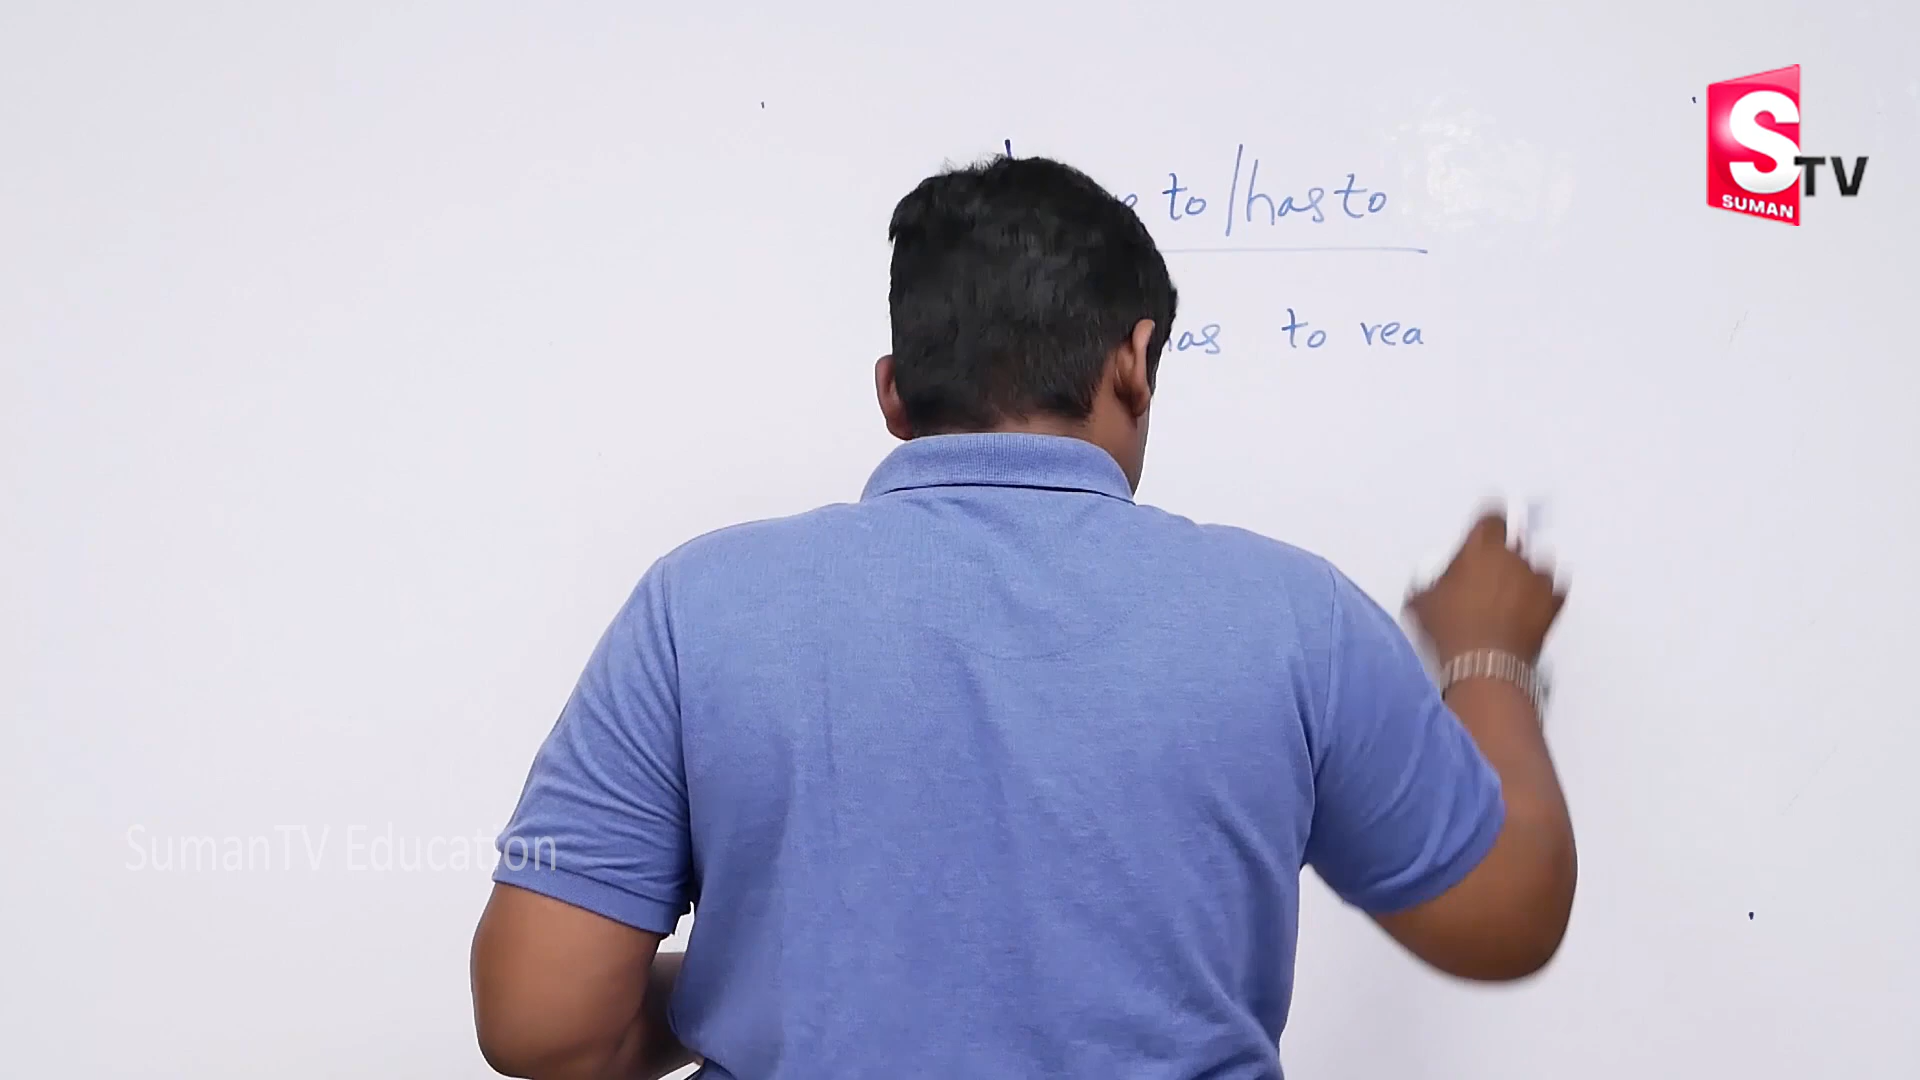 to/has to
to rea
S TV
SUMAN
SumanTV Education